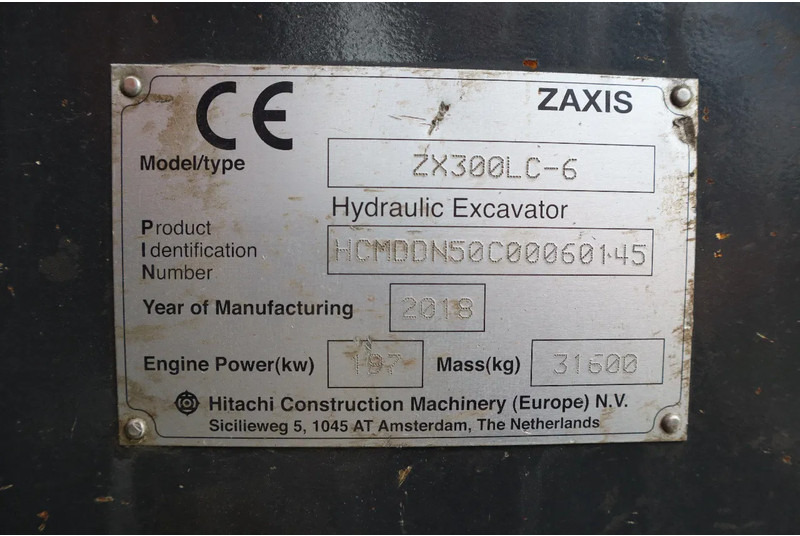 CE ZAXIS
Model/type ZX300LC-6
Hydraulic Excavator
Product
Identification HCMDDN50C00060145
Number
Year of Manufacturing 2018
Engine Power(kw) 187 Mass(kg) 31600
Hitachi Construction Machinery (Europe) N.V.
Sicilieweg 5, 1045 AT Amsterdam, The Netherlands